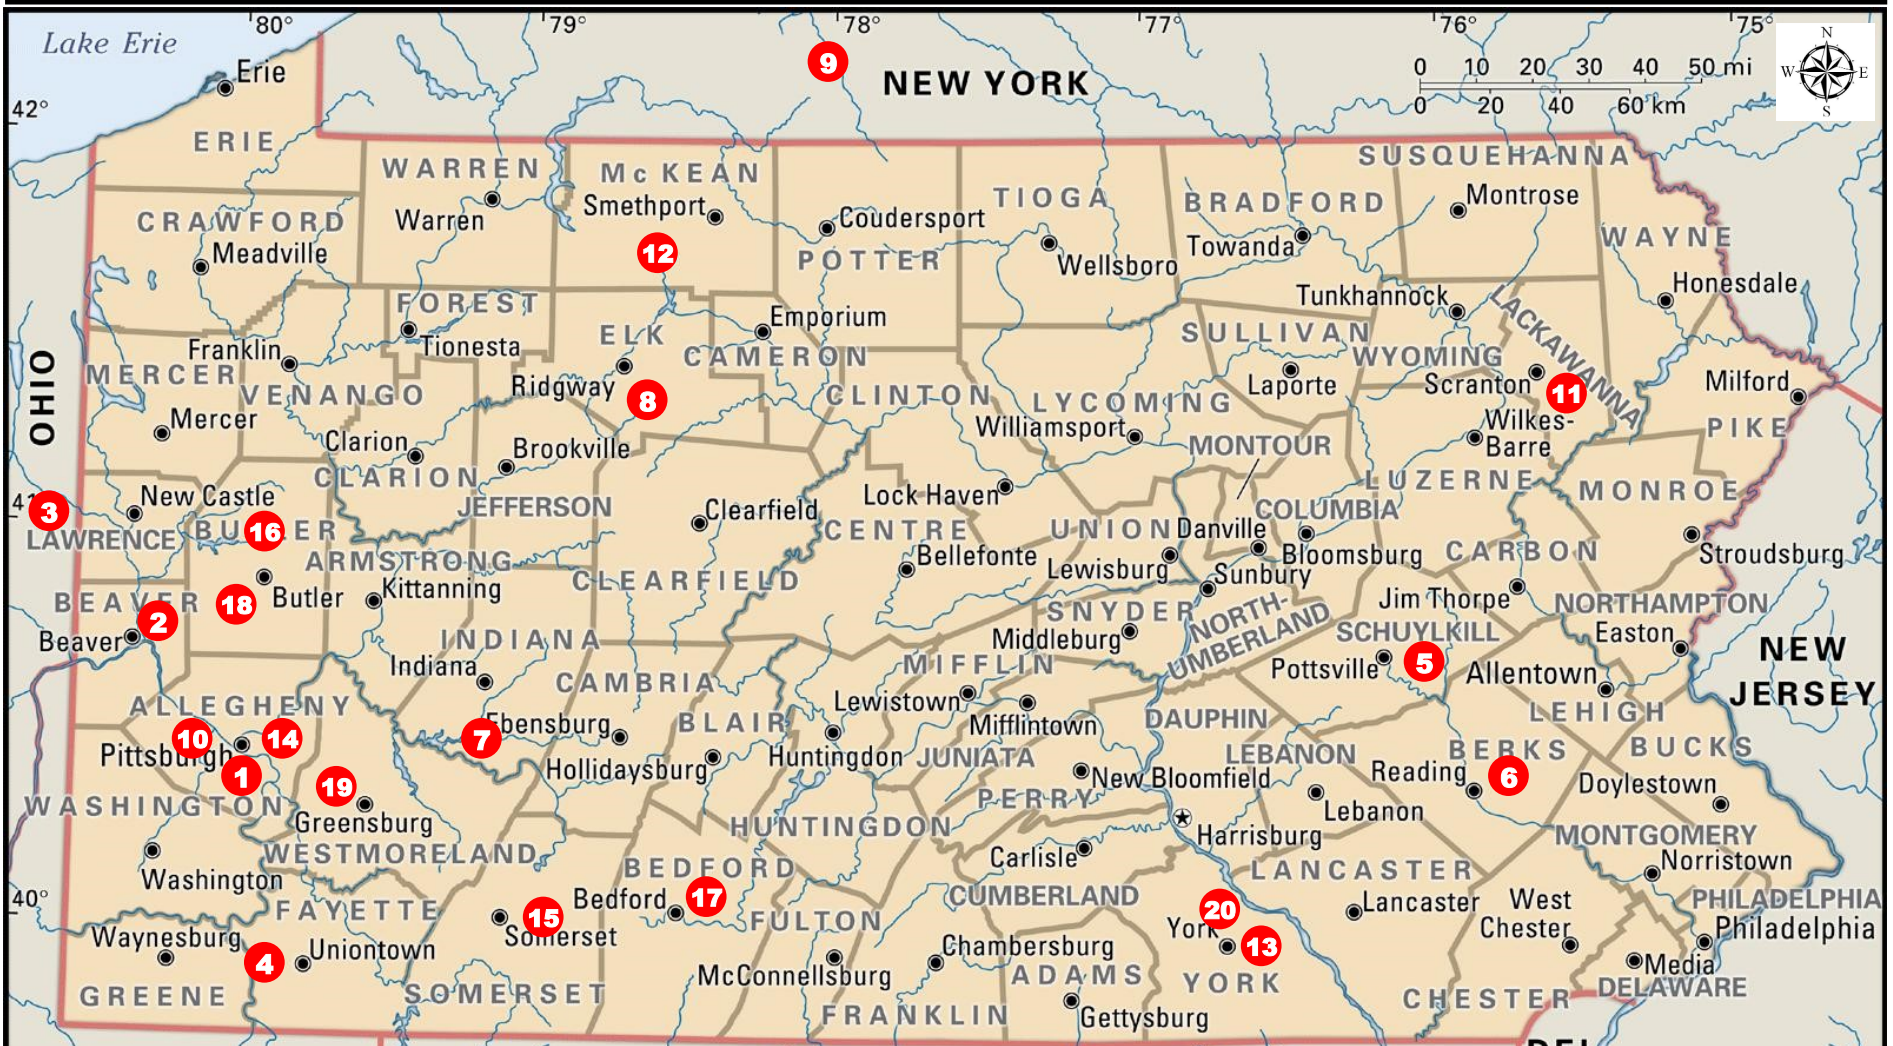 80°
79°
78°
77°
76°
75°
Lake Erie
Erie
9
NEW YORK
0 10 20 30 40 50 mi
0 20 40 60 km
N
W E
S
42°
ERIE
WARREN
McKEAN
SUSQUEHANNA
Smethport
TIOGA
BRADFORD
Montrose
CRAWFORD
Warren
Coudersport
Meadville
12
POTTER
Wellsboro
Towanda
WAYNE
FOREST
Tunkhannock
LACKAWANNA
Honesdale
Emporium
Franklin
Tionesta
ELK
CAMERON
SULLIVAN
WYOMING
OHIO
MERCER
VENANGO
Ridgway
8
CLINTON
LYCOMING
Laporte
Scranton
11
Milford
Mercer
Williamsport
Wilkes-
Barre
PIKE
Clarion
Brookville
MONTOUR
CLARION
LUZERNE
MONROE
41°
3
New Castle
JEFFERSON
Clearfield
Lock Haven
COLUMBIA
LAWRENCE
BUTLER
16
CENTRE
UNION
Danville
ARMSTRONG
Bellefonte
Lewisburg
Bloomsburg
CARBON
Stroudsburg
BEAVER
18
Butler
Kittanning
CLEARFIELD
Sunbury
Jim Thorpe
NORTHAMPTON
2
SNYDER
NORTH-
UMBERLAND
SCHUYLKILL
Beaver
INDIANA
Middleburg
Easton
NEW
JERSEY
Indiana
CAMBRIA
MIFFLIN
Pottsville
5
Allentown
ALLEGHENY
Lewistown
Mifflintown
DAUPHIN
LEHIGH
10
14
7
Ebensburg
BLAIR
Pittsburgh
Huntingdon
JUNIATA
LEBANON
BERKS
BUCKS
1
Hollidaysburg
New Bloomfield
Reading
6
Doylestown
WASHINGTON
19
PERRY
Lebanon
Greensburg
HUNTINGDON
Harrisburg
MONTGOMERY
WESTMORELAND
BEDFORD
Carlisle
LANCASTER
Norristown
Washington
17
CUMBERLAND
40°
FAYETTE
15
Bedford
FULTON
20
Lancaster
West
Chester
PHILADELPHIA
Waynesburg
Somerset
York
13
Philadelphia
4
Uniontown
McConnellsburg
Chambersburg
ADAMS
YORK
Media
GREENE
SOMERSET
FRANKLIN
Gettysburg
CHESTER
DELAWARE
DEL